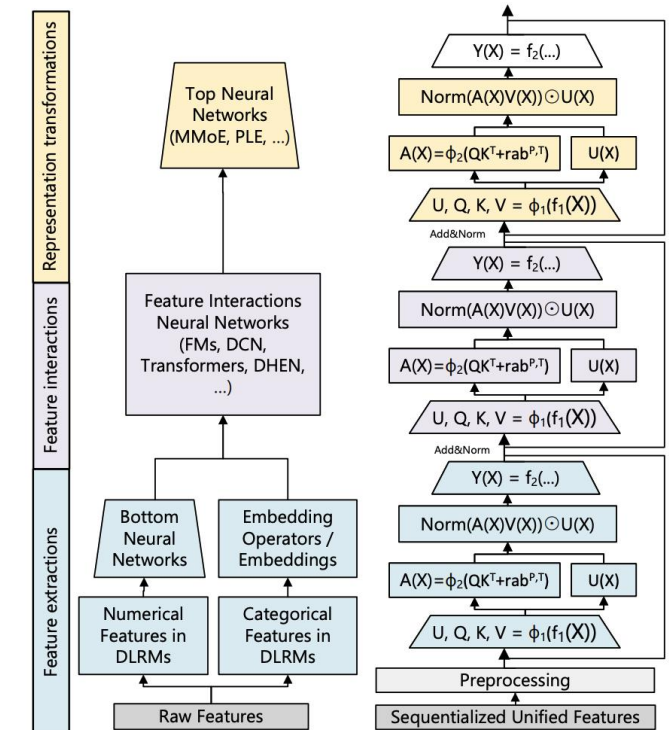 Representation transformations
Feature interactions
Feature extractions
Top Neural
Networks
(MMoE, PLE, ...)
Feature Interactions
Neural Networks
(FMs, DCN,
Transformers, DHEN,
...)
Bottom
Neural
Networks
Embedding
Operators /
Embeddings
Numerical
Features in
DLRMs
Categorical
Features in
DLRMs
Raw Features
Y(X) = f₂(...)
Norm(A(X)V(X))⊙U(X)
A(X)=ϕ₂(QKᵀ+rabᴾ,ᵀ)
U(X)
U, Q, K, V = ϕ₁(f₁(X))
Add&Norm
Y(X) = f₂(...)
Norm(A(X)V(X))⊙U(X)
A(X)=ϕ₂(QKᵀ+rabᴾ,ᵀ)
U(X)
U, Q, K, V = ϕ₁(f₁(X))
Add&Norm
Y(X) = f₂(...)
Norm(A(X)V(X))⊙U(X)
A(X)=ϕ₂(QKᵀ+rabᴾ,ᵀ)
U(X)
U, Q, K, V = ϕ₁(f₁(X))
Preprocessing
Sequentialized Unified Features